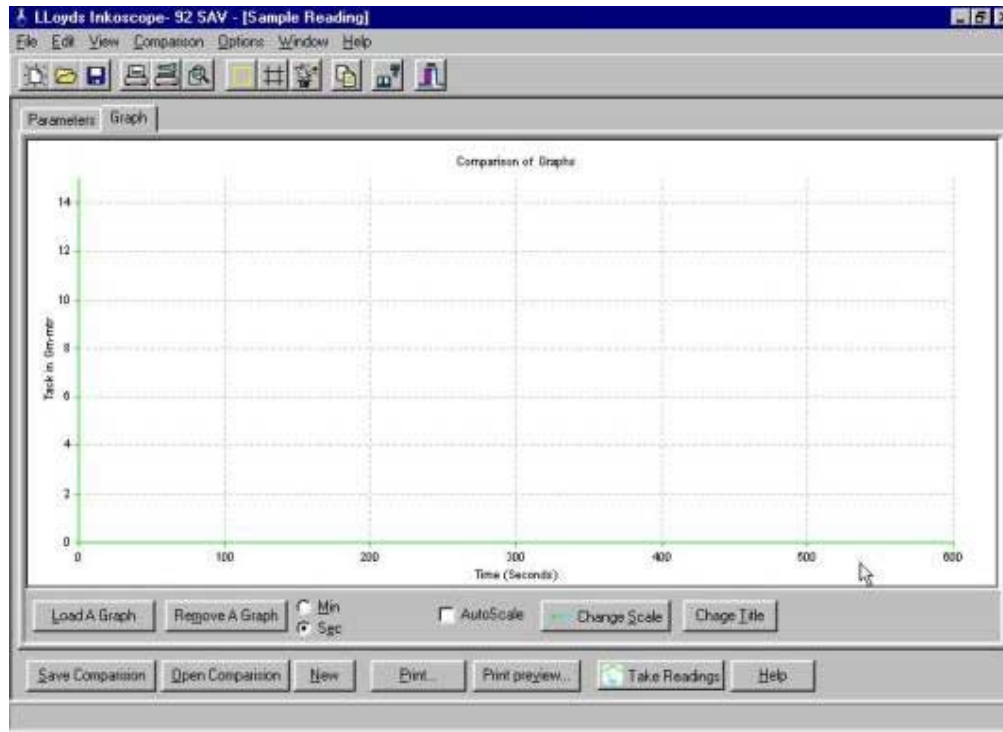 LLoyds Inkoscope- 92 SAV - [Sample Reading]
File Edit View Comparison Options Window Help
Parameters Graph
Comparison of Graphs
14
12
10
8
6
4
2
0
Tack in Gm-mtr
0 100 200 300 400 500 600
Time (Seconds)
Load A Graph Remove A Graph Min Sec AutoScale Change Scale Chage Title
Save Comparision Open Comparision New Print... Print preview... Take Readings Help